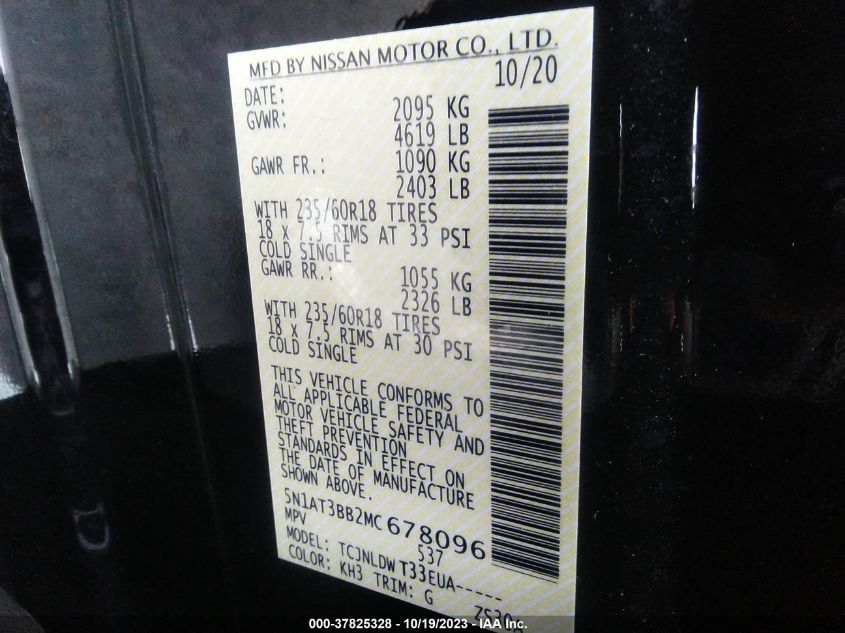 MFD BY NISSAN MOTOR CO., LTD.
DATE: 10/20
GVWR: 2095 KG
4619 LB
GAWR FR.: 1090 KG
2403 LB
WITH 235/60R18 TIRES
18 X 7.5 RIMS AT 33 PSI
COLD SINGLE
GAWR RR.: 1055 KG
2326 LB
WITH 235/60R18 TIRES
18 X 7.5 RIMS AT 30 PSI
COLD SINGLE
THIS VEHICLE CONFORMS TO
ALL APPLICABLE FEDERAL
MOTOR VEHICLE SAFETY AND
THEFT PREVENTION
STANDARDS IN EFFECT ON
THE DATE OF MANUFACTURE
SHOWN ABOVE.
5N1AT3BB2MC678096
MPV 537
MODEL: TCJNLDWT33EUA-----
COLOR: KH3 TRIM: G
000-37825328 - 10/19/2023 - IAA Inc.